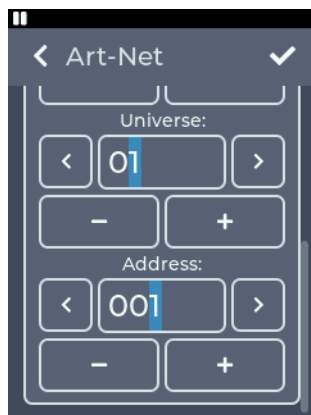 Art-Net
Universe:
< 01 >
− +
Address:
< 001 >
− +